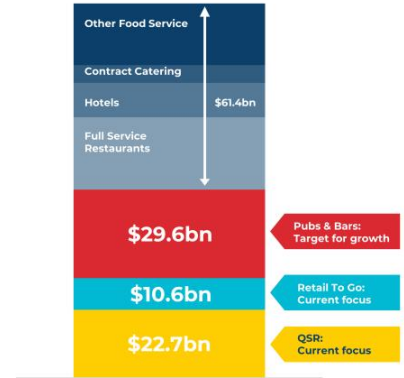 Other Food Service
Contract Catering
Hotels
$61.4bn
Full Service
Restaurants
$29.6bn
Pubs & Bars:
Target for growth
$10.6bn
Retail To Go:
Current focus
$22.7bn
QSR:
Current focus